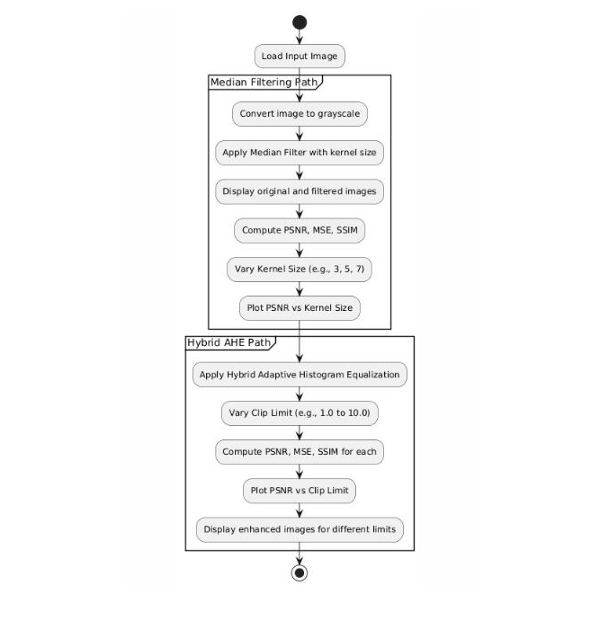 Load Input Image
Median Filtering Path
Convert image to grayscale
Apply Median Filter with kernel size
Display original and filtered images
Compute PSNR, MSE, SSIM
Vary Kernel Size (e.g., 3, 5, 7)
Plot PSNR vs Kernel Size
Hybrid AHE Path
Apply Hybrid Adaptive Histogram Equalization
Vary Clip Limit (e.g., 1.0 to 10.0)
Compute PSNR, MSE, SSIM for each
Plot PSNR vs Clip Limit
Display enhanced images for different limits